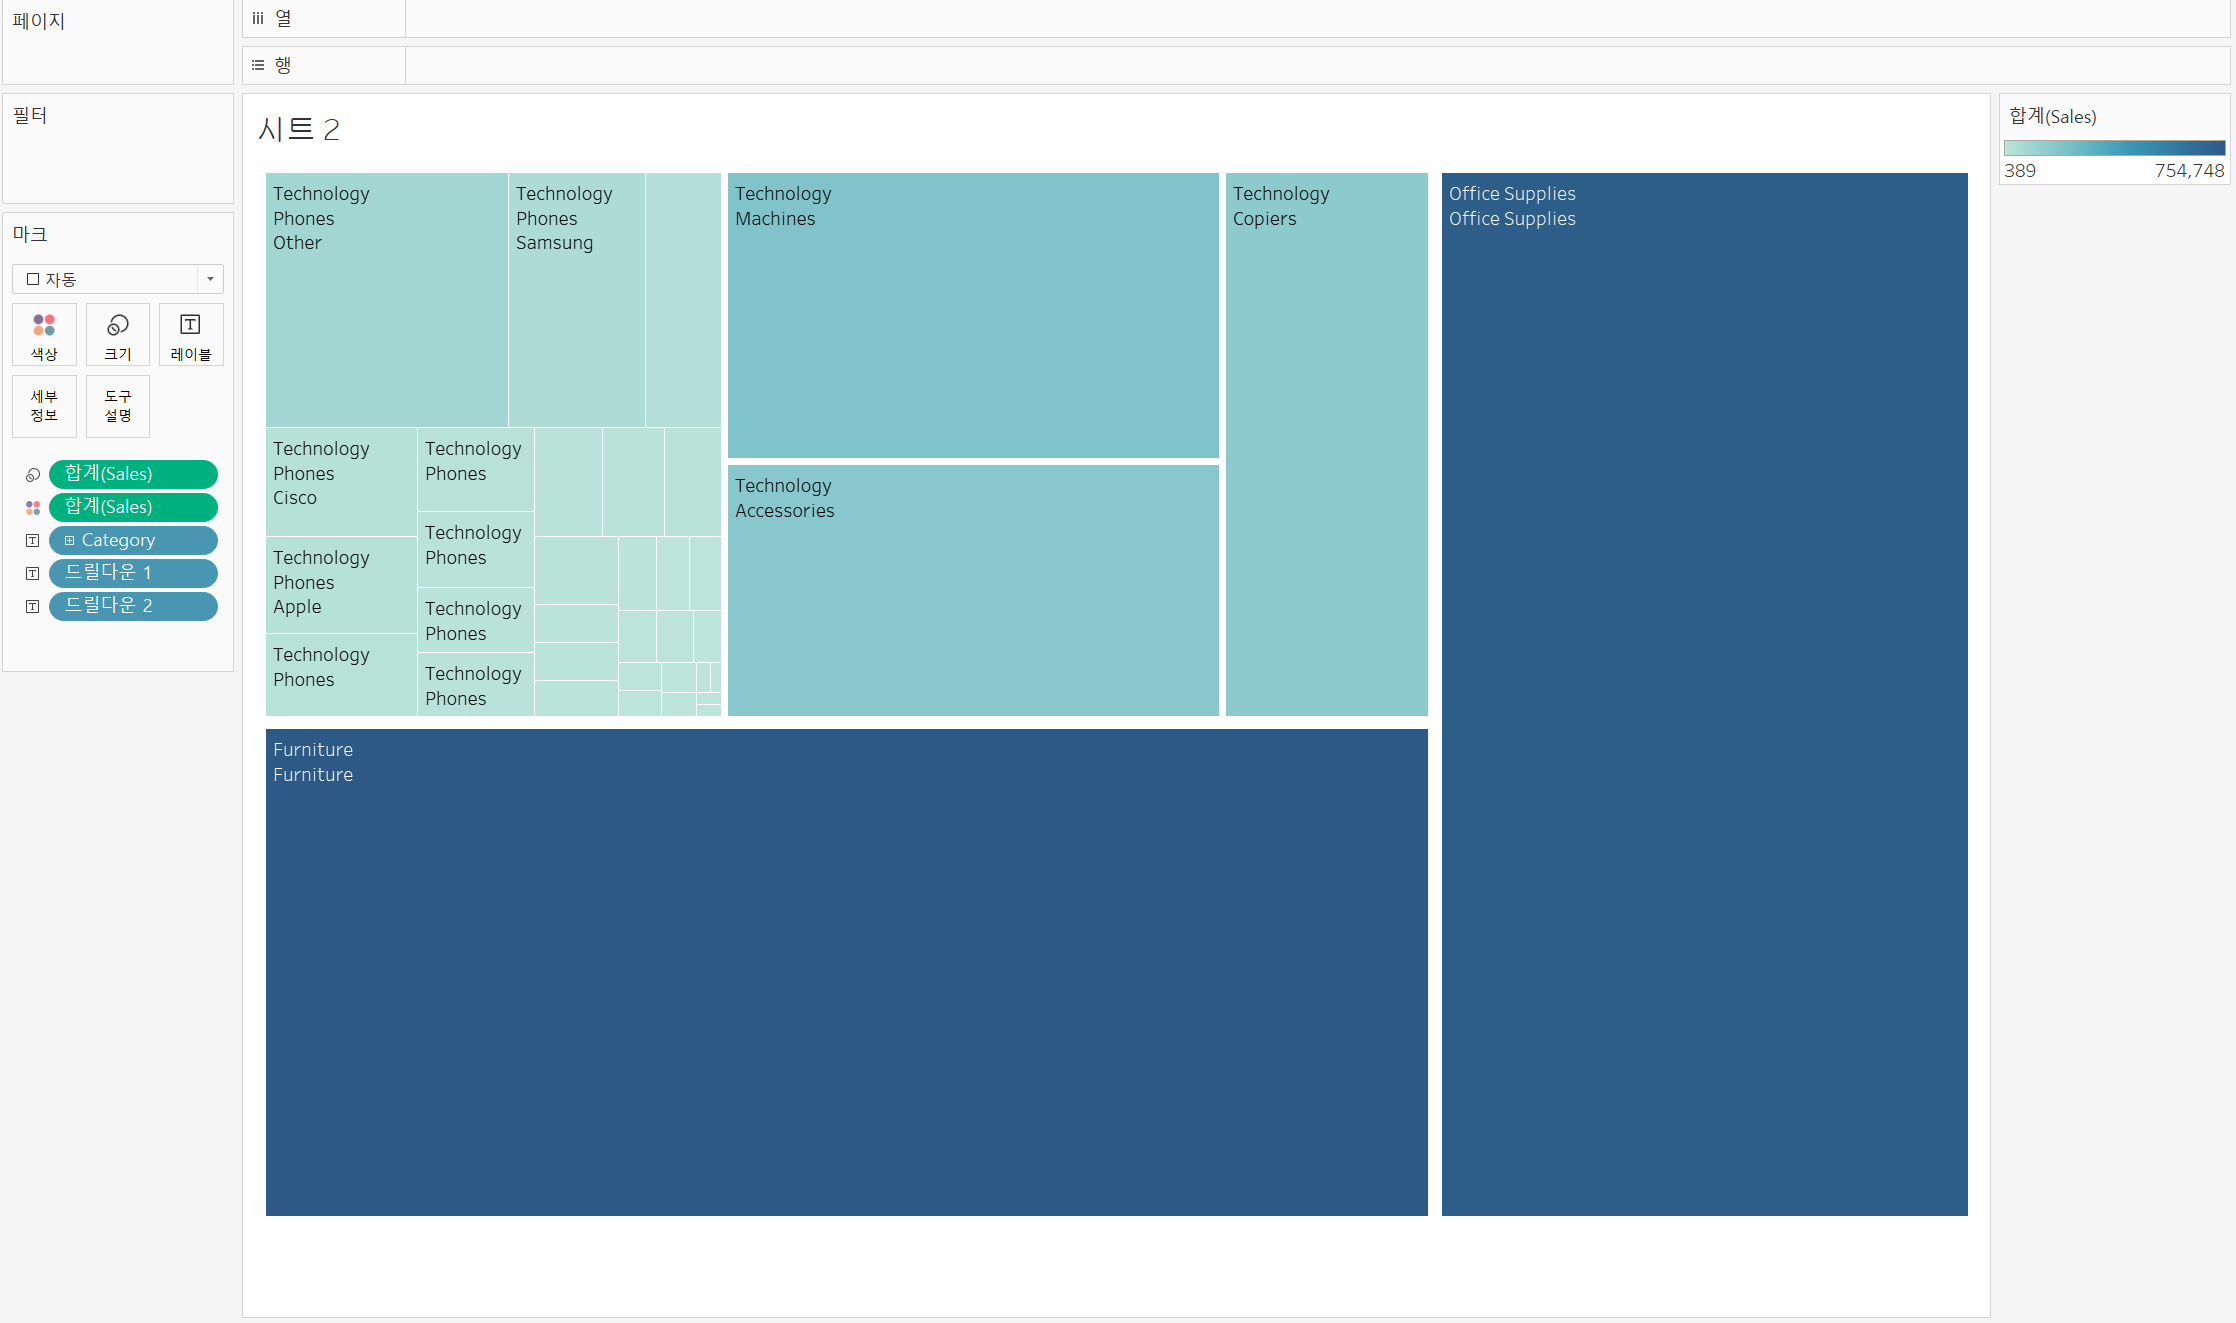 페이지
열
행
필터
마크
자동
색상
크기
레이블
세부
정보
도구
설명
합계(Sales)
합계(Sales)
Category
드릴다운 1
드릴다운 2
시트 2
Technology
Phones
Other
Technology
Phones
Samsung
Technology
Phones
Cisco
Technology
Phones
Technology
Phones
Technology
Phones
Apple
Technology
Phones
Technology
Phones
Technology
Phones
Technology
Machines
Technology
Accessories
Technology
Copiers
Office Supplies
Office Supplies
Furniture
Furniture
합계(Sales)
389
754,748